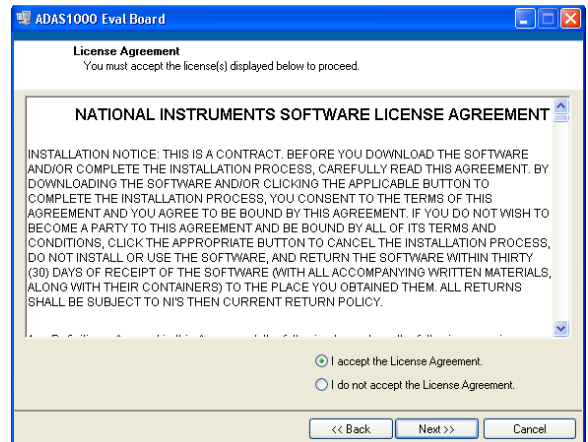 ADAS1000 Eval Board
License Agreement
You must accept the license(s) displayed below to proceed.
NATIONAL INSTRUMENTS SOFTWARE LICENSE AGREEMENT
INSTALLATION NOTICE: THIS IS A CONTRACT. BEFORE YOU DOWNLOAD THE SOFTWARE
AND/OR COMPLETE THE INSTALLATION PROCESS, CAREFULLY READ THIS AGREEMENT. BY
DOWNLOADING THE SOFTWARE AND/OR CLICKING THE APPLICABLE BUTTON TO
COMPLETE THE INSTALLATION PROCESS, YOU CONSENT TO THE TERMS OF THIS
AGREEMENT AND YOU AGREE TO BE BOUND BY THIS AGREEMENT. IF YOU DO NOT WISH TO
BECOME A PARTY TO THIS AGREEMENT AND BE BOUND BY ALL OF ITS TERMS AND
CONDITIONS, CLICK THE APPROPRIATE BUTTON TO CANCEL THE INSTALLATION PROCESS,
DO NOT INSTALL OR USE THE SOFTWARE, AND RETURN THE SOFTWARE WITHIN THIRTY
(30) DAYS OF RECEIPT OF THE SOFTWARE (WITH ALL ACCOMPANYING WRITTEN MATERIALS,
ALONG WITH THEIR CONTAINERS) TO THE PLACE YOU OBTAINED THEM. ALL RETURNS
SHALL BE SUBJECT TO NI'S THEN CURRENT RETURN POLICY.
I accept the License Agreement.
I do not accept the License Agreement.
<< Back Next >> Cancel